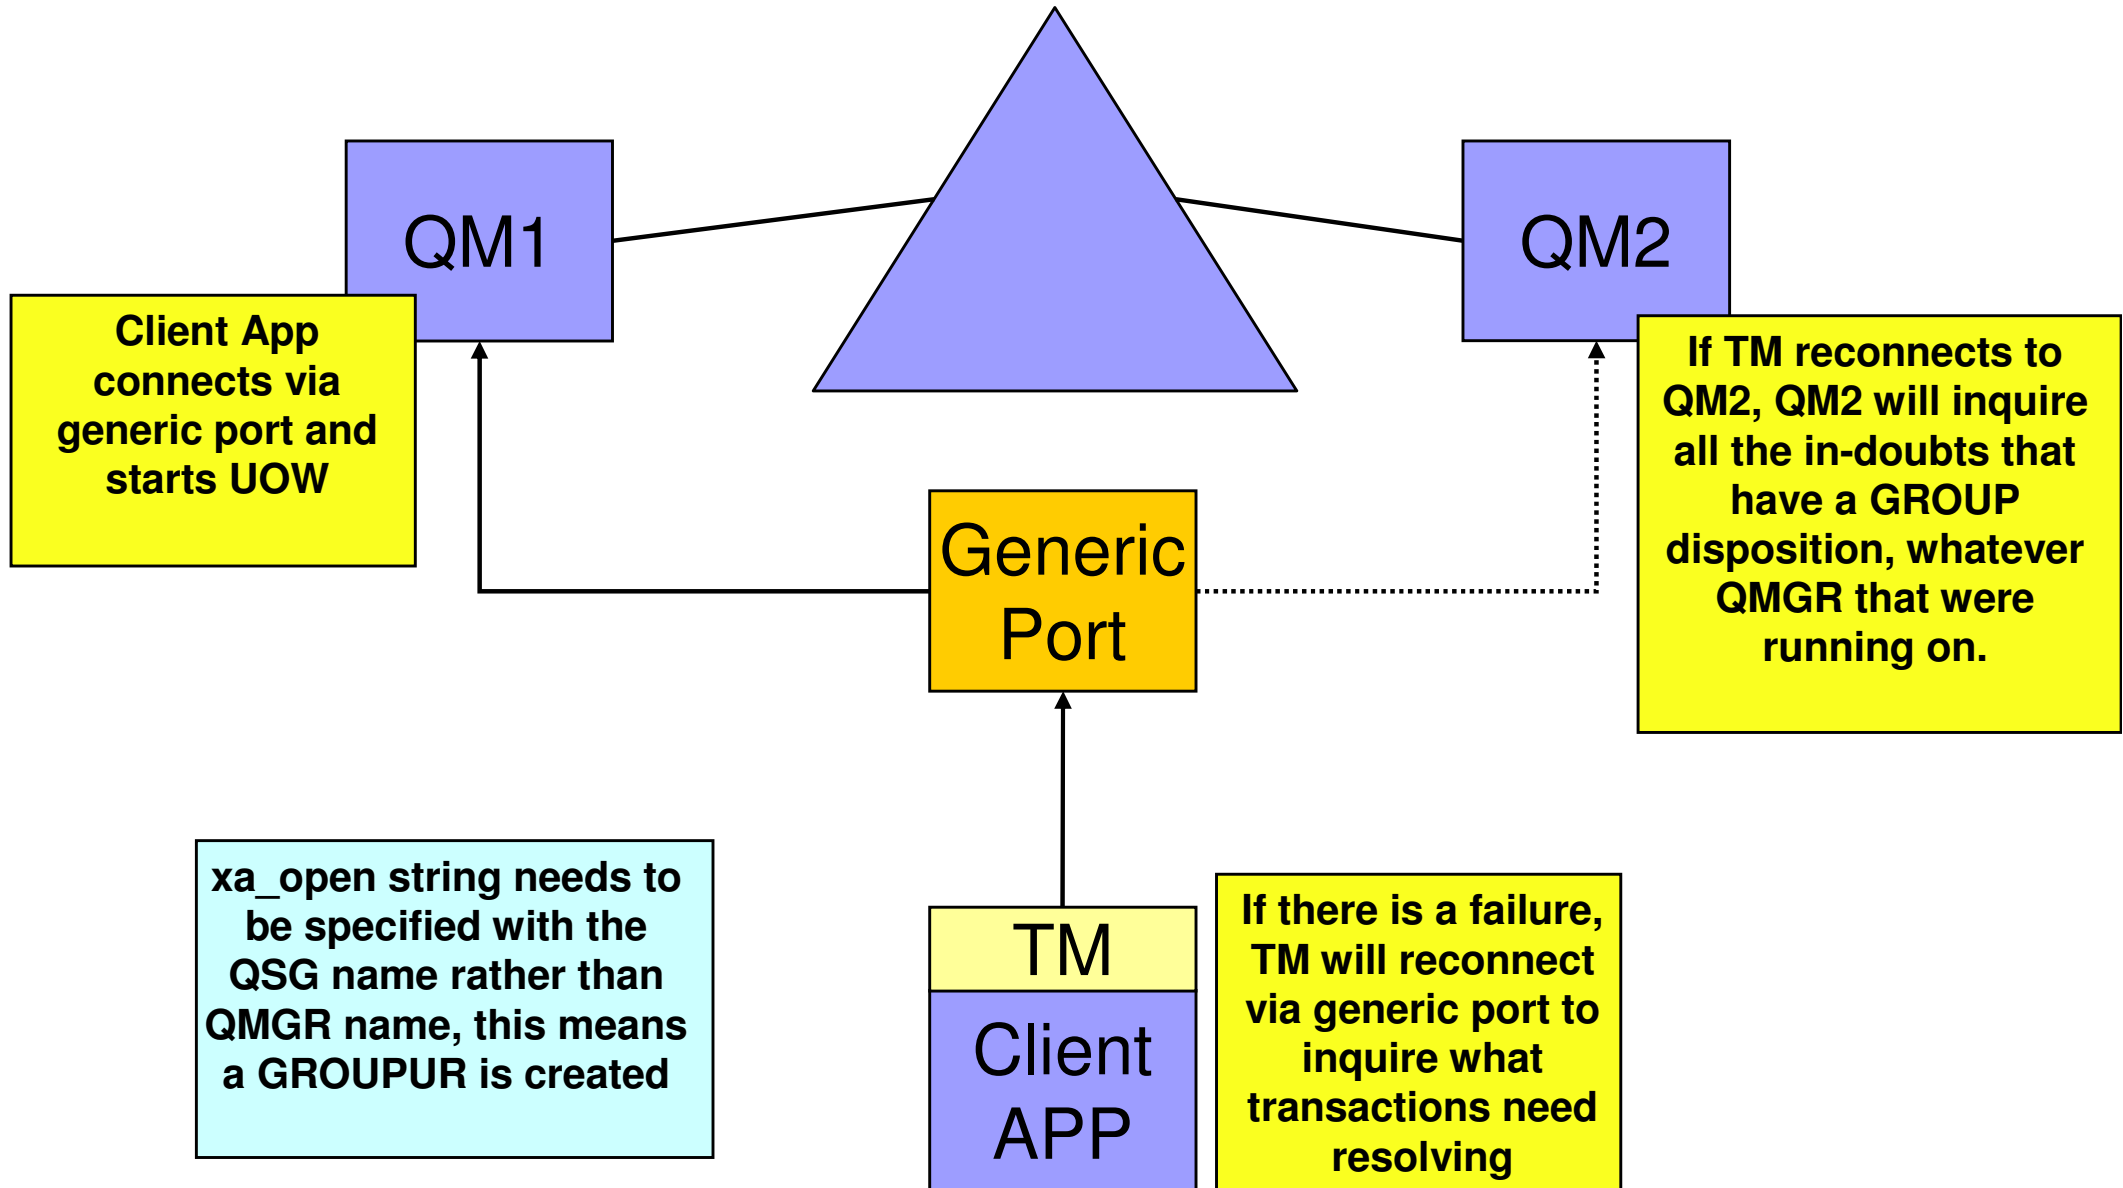 QM1
QM2
Client App
connects via
generic port and
starts UOW
If TM reconnects to
QM2, QM2 will inquire
all the in-doubts that
have a GROUP
disposition, whatever
QMGR that were
running on.
Generic
Port
xa_open string needs to
be specified with the
QSG name rather than
QMGR name, this means
a GROUPUR is created
TM
Client
APP
If there is a failure,
TM will reconnect
via generic port to
inquire what
transactions need
resolving